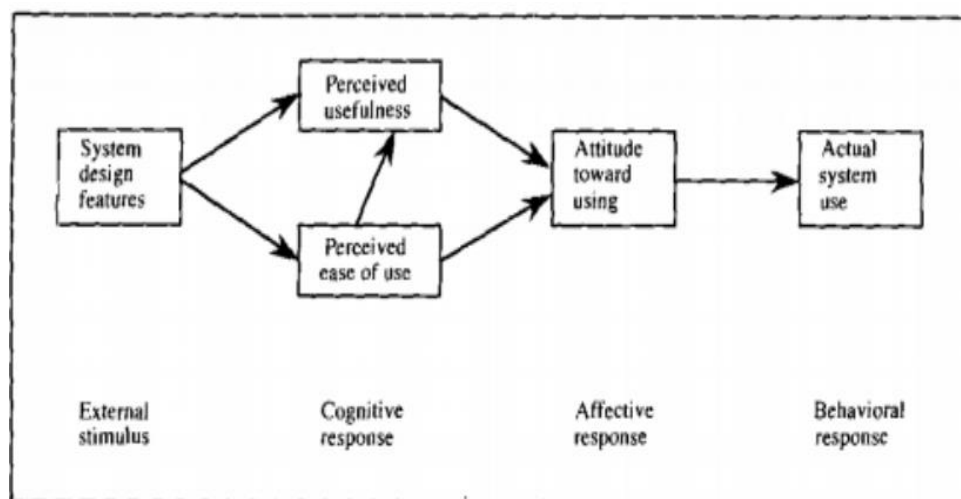 Perceived
usefulness
System
design
features
Attitude
toward
using
Actual
system
use
Perceived
ease of use
External
stimulus
Cognitive
response
Affective
response
Behavioral
response